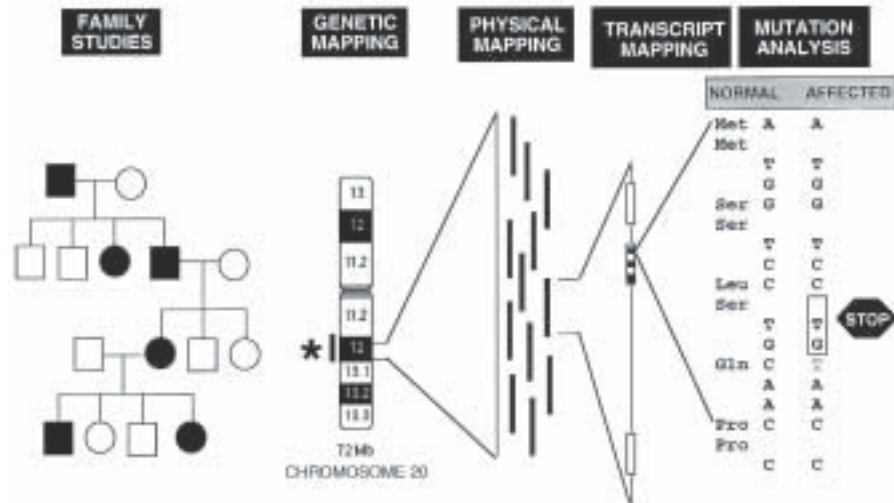 FAMILY
STUDIES
GENETIC
MAPPING
PHYSICAL
MAPPING
TRANSCRIPT
MAPPING
MUTATION
ANALYSIS
NORMAL AFFECTED
13
12
11.2
11.2
12
13.1
13.2
13.3
*
72Mb
CHROMOSOME 20
Met A A
Met
T T
G G
Ser G G
Ser
T T
C C
Leu C C
Ser
T T
G G
STOP
Gln C T
A A
A A
Pro C C
Pro
C C